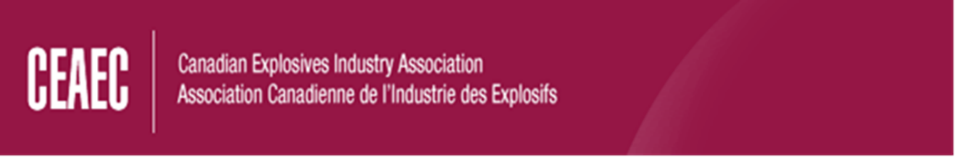 CEAEC
Canadian Explosives Industry Association
Association Canadienne de l'Industrie des Explosifs